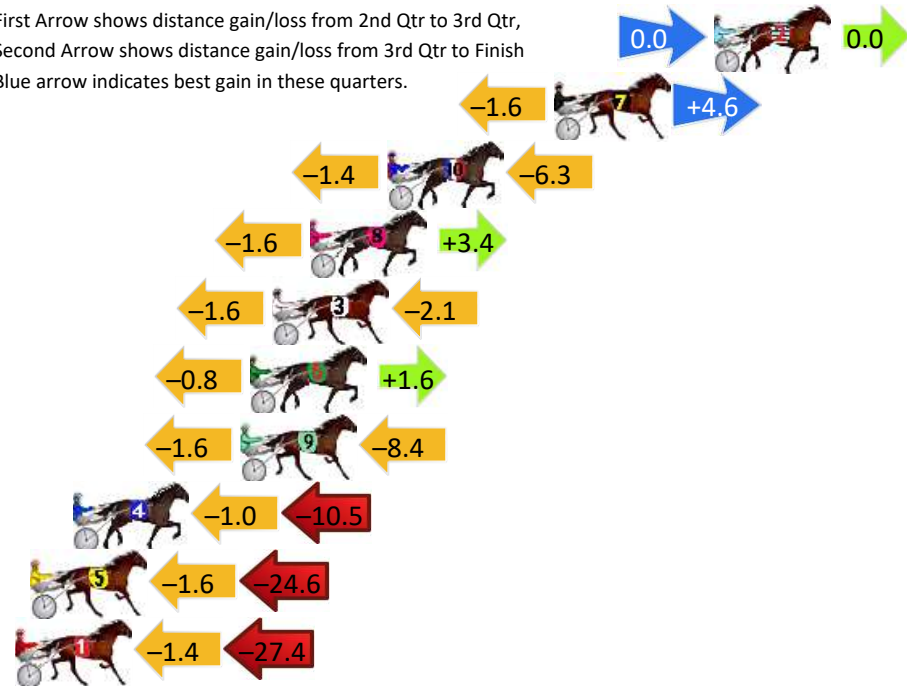 First Arrow shows distance gain/loss from 2nd Qtr to 3rd Qtr,
Second Arrow shows distance gain/loss from 3rd Qtr to Finish
Blue arrow indicates best gain in these quarters.
0.0 2 0.0
−1.6 7 +4.6
−1.4 −6.3
−1.6 8 +3.4
−1.6 3 −2.1
−0.8 6 +1.6
−1.6 9 −8.4
4 −1.0 −10.5
5 −1.6 −24.6
1 −1.4 −27.4